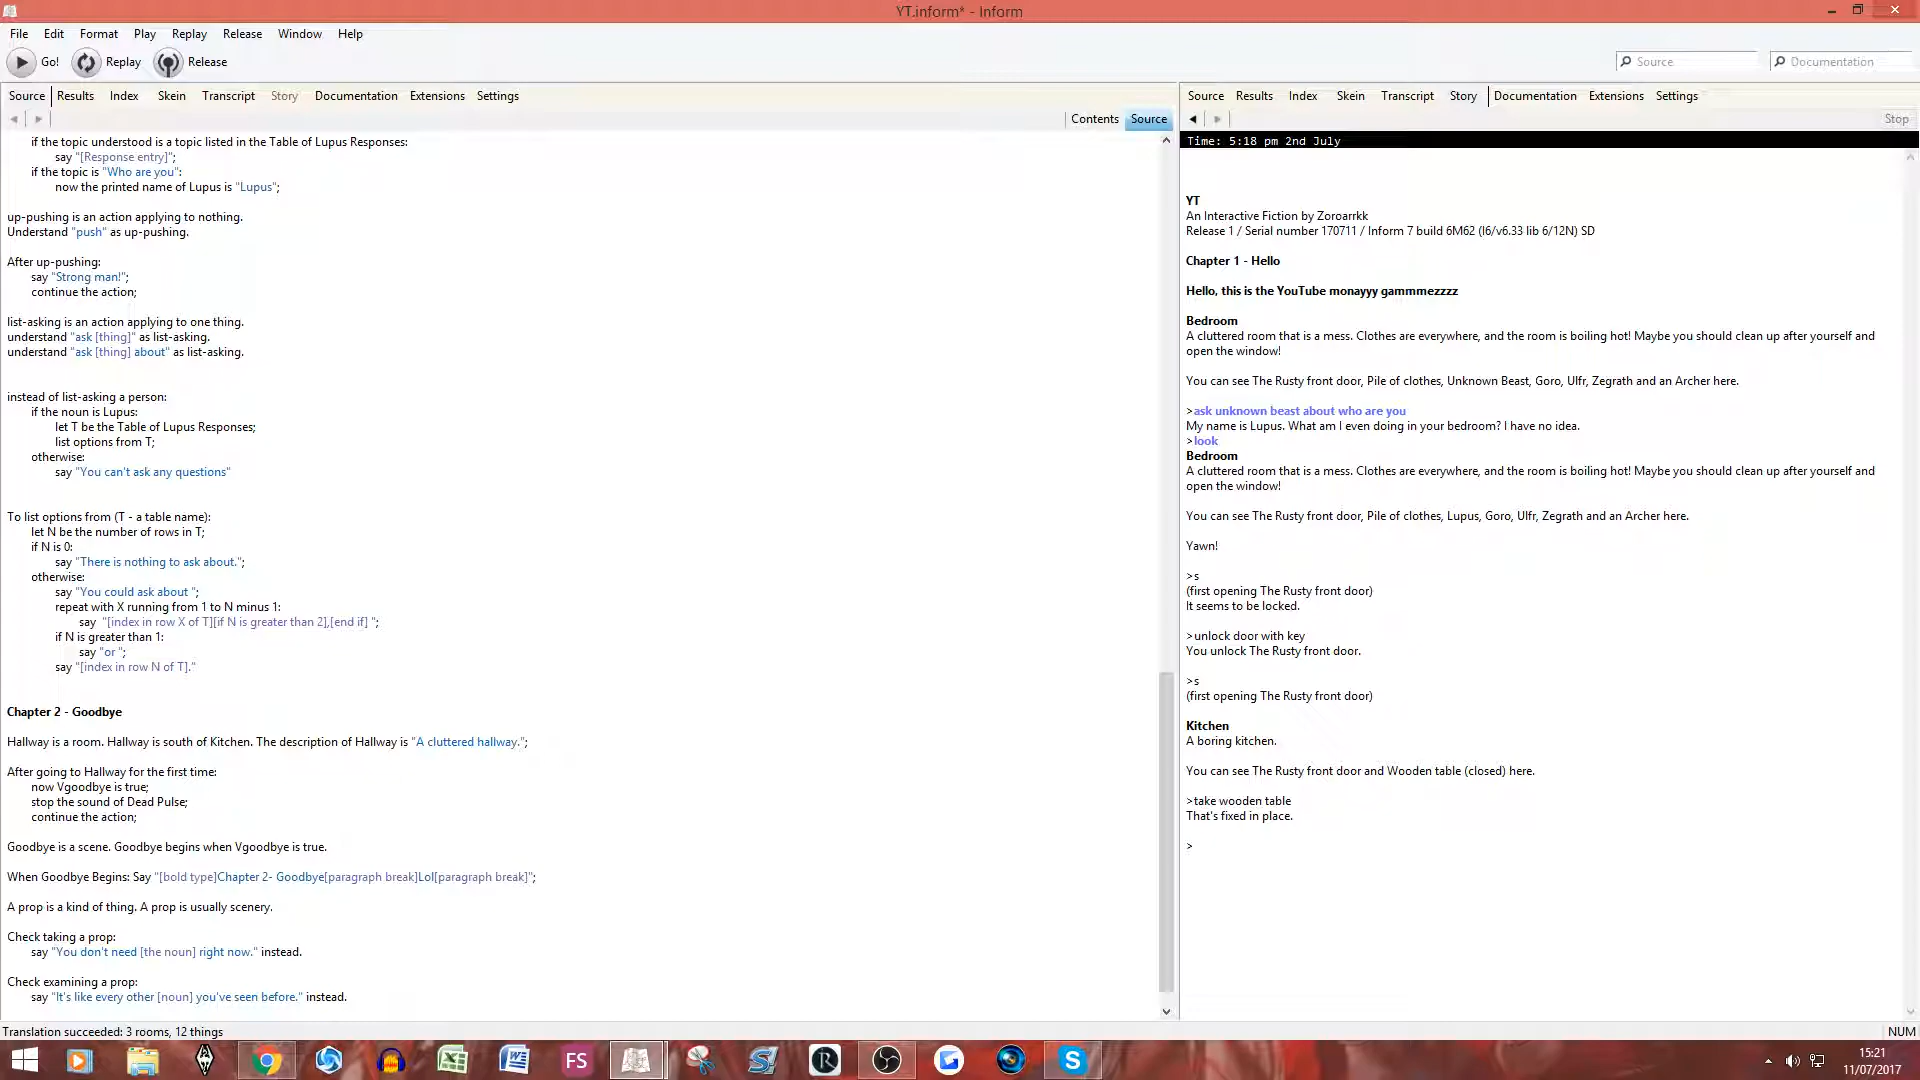 YT.inform* - Inform
File Edit Format Play Replay Release Window Help
Go! Replay Release
Source Documentation
Source Results Index Skein Transcript Story Documentation Extensions Settings
Contents Source
if the topic understood is a topic listed in the Table of Lupus Responses:
say "[Response entry]";
if the topic is "Who are you":
now the printed name of Lupus is "Lupus";
up-pushing is an action applying to nothing.
Understand "push" as up-pushing.
After up-pushing:
say "Strong man!";
continue the action;
list-asking is an action applying to one thing.
understand "ask [thing]" as list-asking.
understand "ask [thing] about" as list-asking.
instead of list-asking a person:
if the noun is Lupus:
let T be the Table of Lupus Responses;
list options from T;
otherwise:
say "You can't ask any questions"
To list options from (T - a table name):
let N be the number of rows in T;
if N is 0:
say "There is nothing to ask about.";
otherwise:
say "You could ask about ";
repeat with X running from 1 to N minus 1:
say "[index in row X of T][if N is greater than 2],[end if] ";
if N is greater than 1:
say "or ";
say "[index in row N of T]."
Chapter 2 - Goodbye
Hallway is a room. Hallway is south of Kitchen. The description of Hallway is "A cluttered hallway.";
After going to Hallway for the first time:
now Vgoodbye is true;
stop the sound of Dead Pulse;
continue the action;
Goodbye is a scene. Goodbye begins when Vgoodbye is true.
When Goodbye Begins: Say "[bold type]Chapter 2- Goodbye[paragraph break]Lol[paragraph break]";
A prop is a kind of thing. A prop is usually scenery.
Check taking a prop:
say "You don't need [the noun] right now." instead.
Check examining a prop:
say "It's like every other [noun] you've seen before." instead.
Source Results Index Skein Transcript Story Documentation Extensions Settings
Stop
Time: 5:18 pm 2nd July
YT
An Interactive Fiction by Zoroarrkk
Release 1 / Serial number 170711 / Inform 7 build 6M62 (I6/v6.33 lib 6/12N) SD
Chapter 1 - Hello
Hello, this is the YouTube monayyy gammmezzzz
Bedroom
A cluttered room that is a mess. Clothes are everywhere, and the room is boiling hot! Maybe you should clean up after yourself and
open the window!
You can see The Rusty front door, Pile of clothes, Unknown Beast, Goro, Ulfr, Zegrath and an Archer here.
>ask unknown beast about who are you
My name is Lupus. What am I even doing in your bedroom? I have no idea.
>look
Bedroom
A cluttered room that is a mess. Clothes are everywhere, and the room is boiling hot! Maybe you should clean up after yourself and
open the window!
You can see The Rusty front door, Pile of clothes, Lupus, Goro, Ulfr, Zegrath and an Archer here.
Yawn!
>s
(first opening The Rusty front door)
It seems to be locked.
>unlock door with key
You unlock The Rusty front door.
>s
(first opening The Rusty front door)
Kitchen
A boring kitchen.
You can see The Rusty front door and Wooden table (closed) here.
>take wooden table
That's fixed in place.
>
Translation succeeded: 3 rooms, 12 things
NUM
FS
R
15:21
11/07/2017